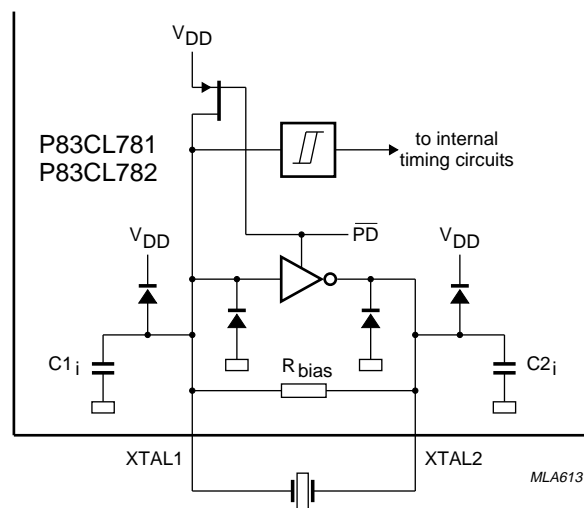 VDD
P83CL781
P83CL782
to internal
timing circuits
PD
VDD
VDD
C1i
Rbias
C2i
XTAL1
XTAL2
MLA613